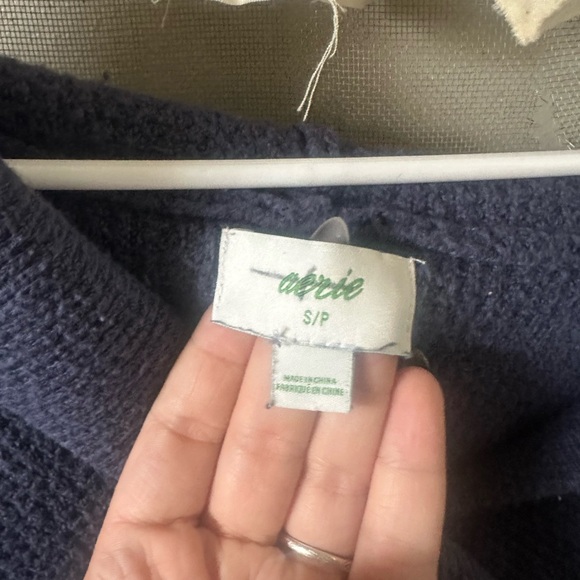 aerie
S/P
MADE IN CHINA
FABRIQUÉ EN CHINE